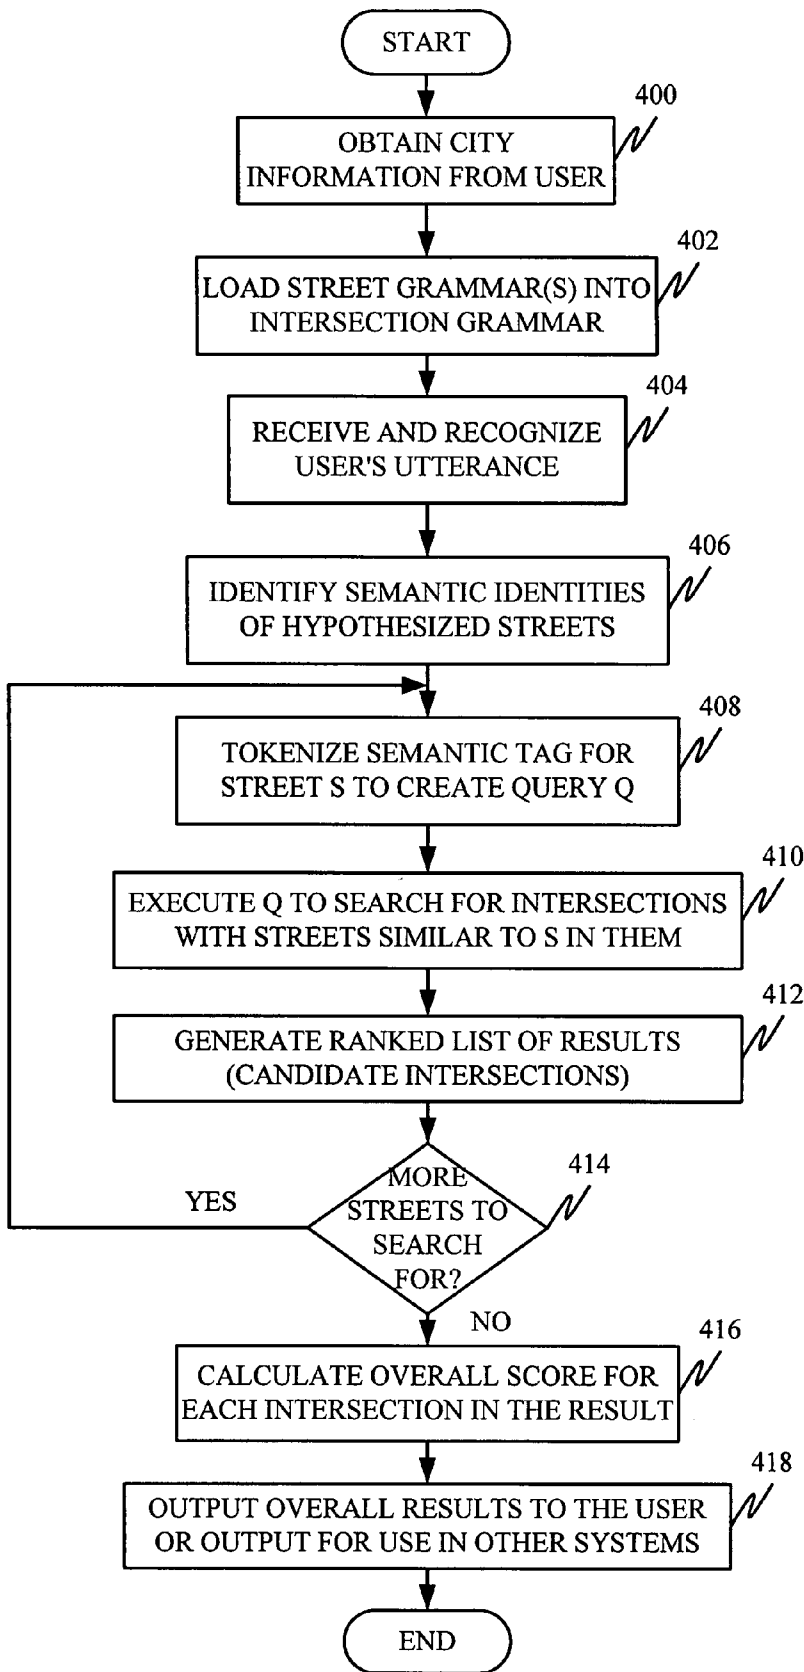 START
400
OBTAIN CITY
INFORMATION FROM USER
402
LOAD STREET GRAMMAR(S) INTO
INTERSECTION GRAMMAR
404
RECEIVE AND RECOGNIZE
USER'S UTTERANCE
406
IDENTIFY SEMANTIC IDENTITIES
OF HYPOTHESIZED STREETS
408
TOKENIZE SEMANTIC TAG FOR
STREET S TO CREATE QUERY Q
410
EXECUTE Q TO SEARCH FOR INTERSECTIONS
WITH STREETS SIMILAR TO S IN THEM
412
GENERATE RANKED LIST OF RESULTS
(CANDIDATE INTERSECTIONS)
414
MORE
STREETS TO
SEARCH
FOR?
YES
NO
416
CALCULATE OVERALL SCORE FOR
EACH INTERSECTION IN THE RESULT
418
OUTPUT OVERALL RESULTS TO THE USER
OR OUTPUT FOR USE IN OTHER SYSTEMS
END